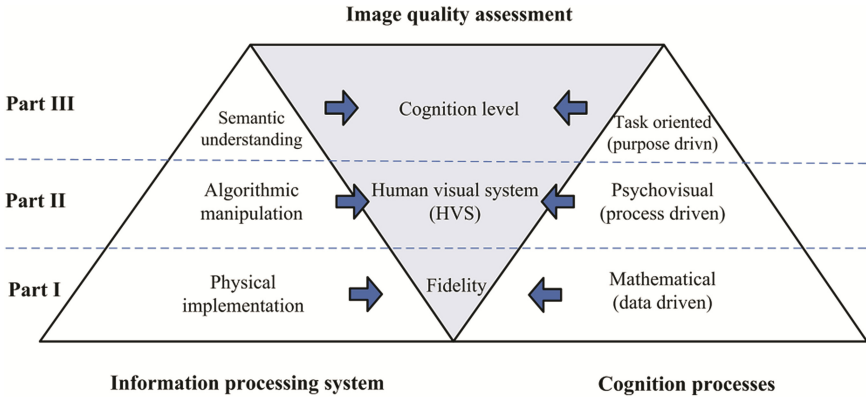 Image quality assessment
Part III
Semantic
understanding
Cognition level
Task oriented
(purpose drivn)
Part II
Algorithmic
manipulation
Human visual system
(HVS)
Psychovisual
(process driven)
Part I
Physical
implementation
Fidelity
Mathematical
(data driven)
Information processing system
Cognition processes